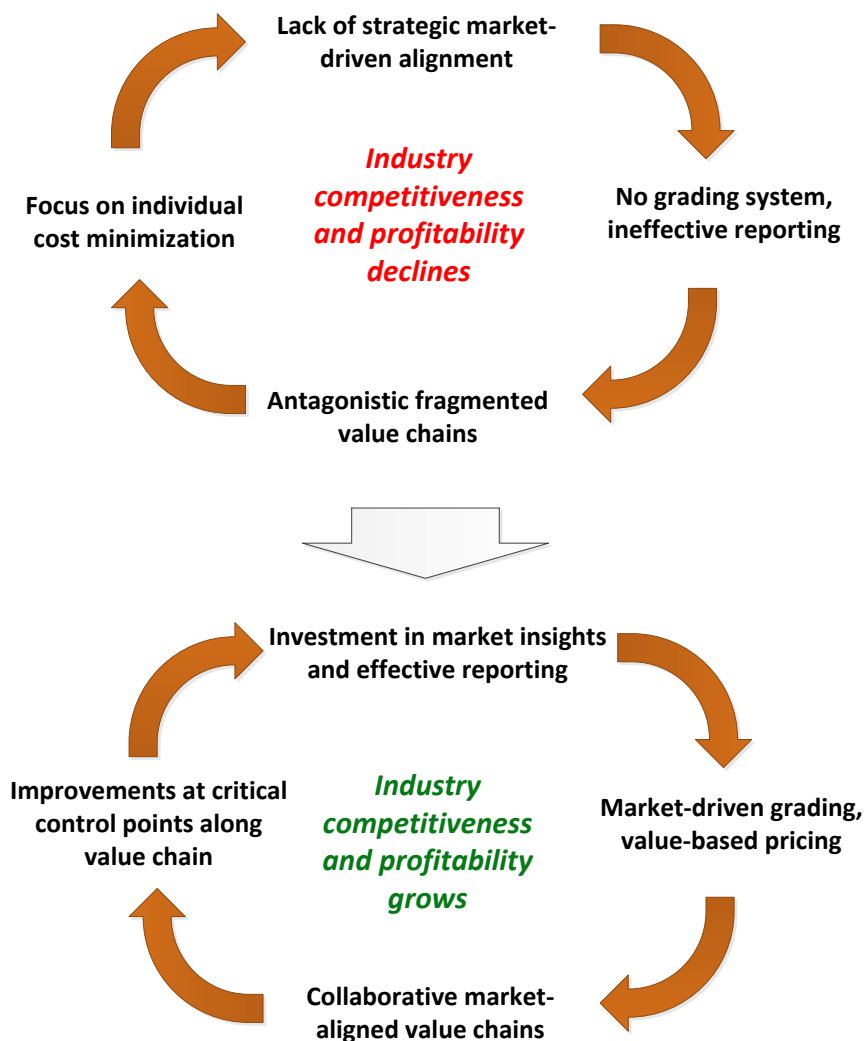 Lack of strategic market-
driven alignment
Industry
competitiveness
and profitability
declines
Focus on individual
cost minimization
No grading system,
ineffective reporting
Antagonistic fragmented
value chains
Investment in market insights
and effective reporting
Improvements at critical
control points along
value chain
Industry
competitiveness
and profitability
grows
Market-driven grading,
value-based pricing
Collaborative market-
aligned value chains